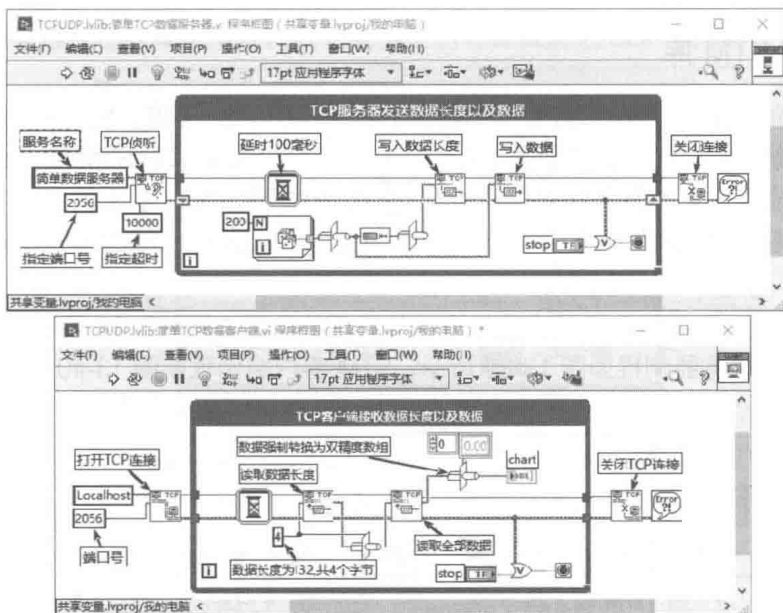 TCPUDP.lvlib:简单TCP数据服务器.vi 程序框图（共享变量.lvproj/我的电脑）
文件(F) 编辑(E) 查看(V) 项目(P) 操作(O) 工具(T) 窗口(W) 帮助(H)
17pt 应用程序字体
TCP服务器发送数据长度以及数据
服务名称
TCP侦听
延时100毫秒
写入数据长度
写入数据
关闭连接
简单数据服务器
2056
10000
200
N
i
stop
TF
指定端口号
指定超时
i
共享变量.lvproj/我的电脑
TCPUDP.lvlib:简单TCP数据客户端.vi 程序框图（共享变量.lvproj/我的电脑）*
文件(F) 编辑(E) 查看(V) 项目(P) 操作(O) 工具(T) 窗口(W) 帮助(H)
17pt 应用程序字体
TCP客户端接收数据长度以及数据
打开TCP连接
数据强制转换为双精度数组
0
0.00
chart
读取数据长度
关闭TCP连接
Localhost
2056
4
读取全部数据
端口号
数据长度为I32,共4个字节
stop
TF
i
共享变量.lvproj/我的电脑